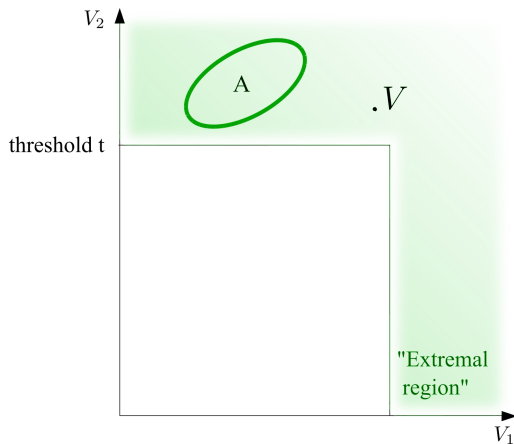 V₂
A
.V
threshold t
"Extremal
region"
V₁